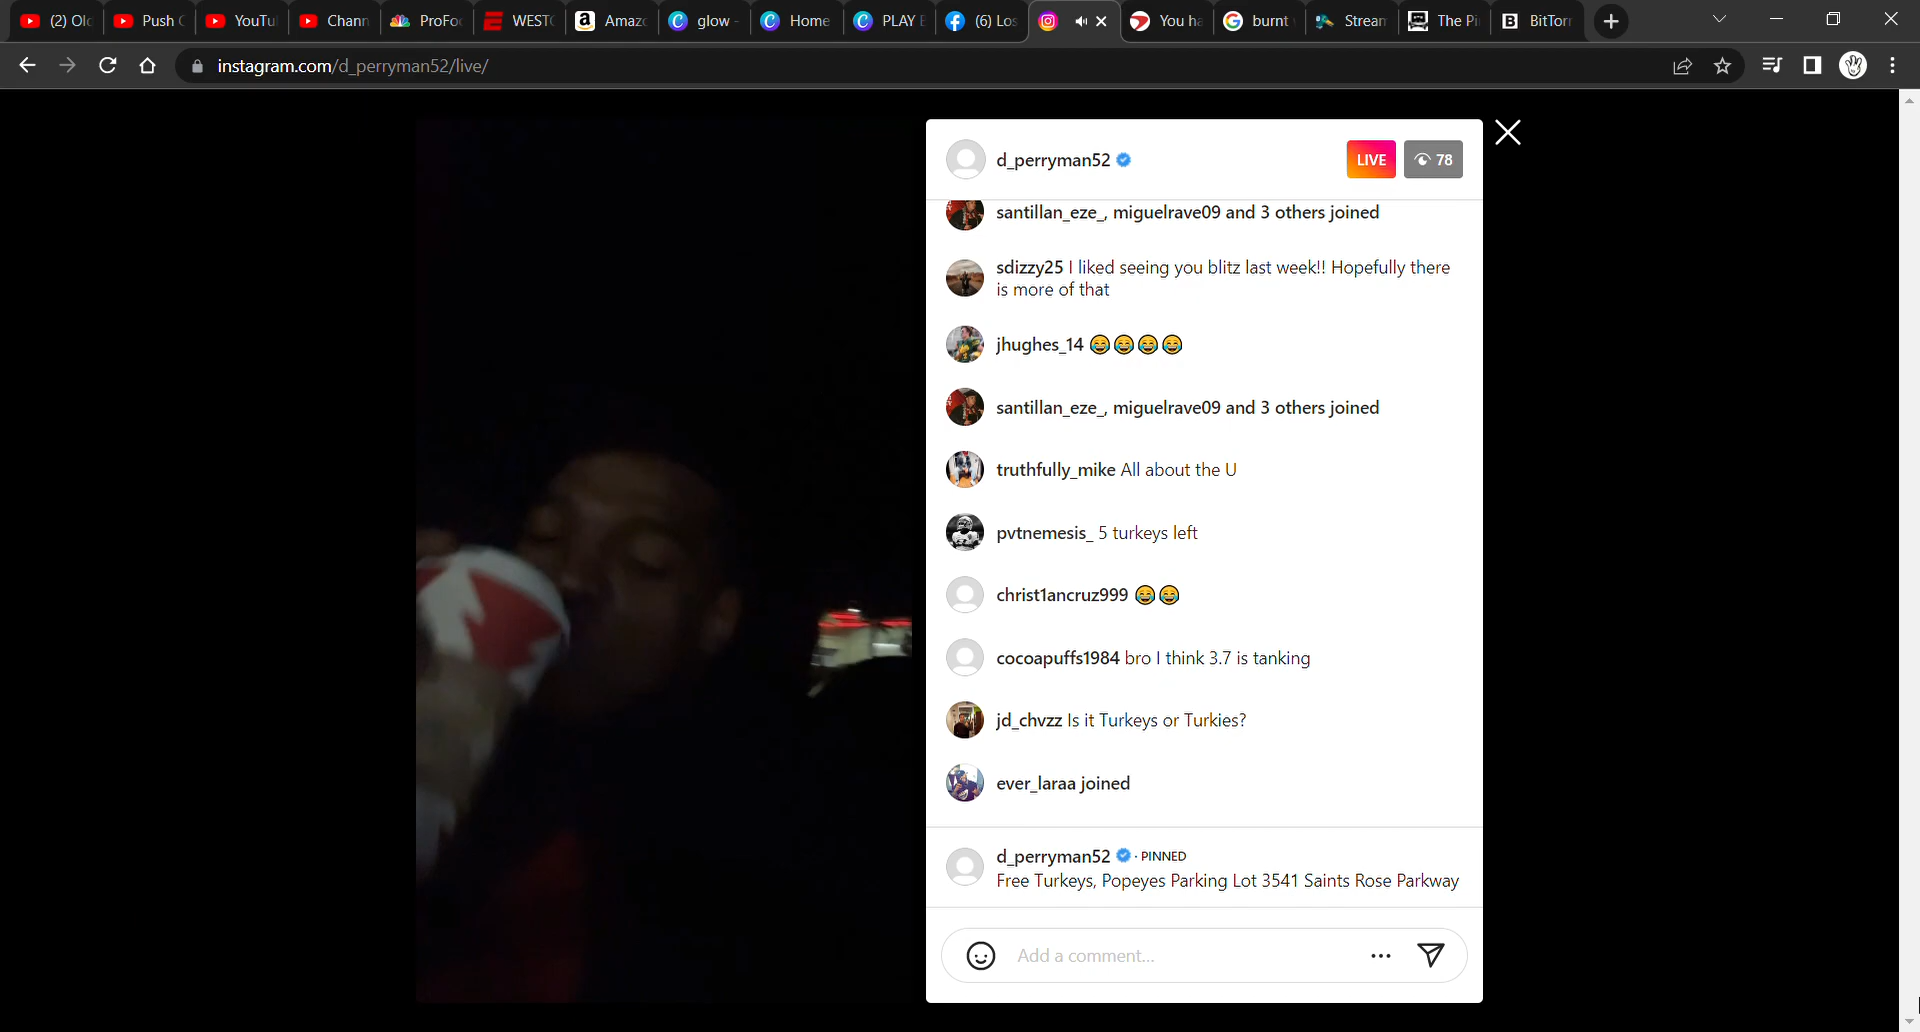 (2) Olc
Push C
YouTu
Chann
ProFoc
WESTC
Amaz
glow -
Home
PLAY B
(6) Los
You ha
burnt
Stream
The Pi
BitTorr
instagram.com/d_perryman52/live/
d_perryman52
LIVE
78
santillan_eze_, miguelrave09 and 3 others joined
sdizzy25 I liked seeing you blitz last week!! Hopefully there
is more of that
jhughes_14 😂😂😂😂
santillan_eze_, miguelrave09 and 3 others joined
truthfully_mike All about the U
pvtnemesis_ 5 turkeys left
christ1ancruz999 😂😂
cocoapuffs1984 bro I think 3.7 is tanking
jd_chvzz Is it Turkeys or Turkies?
ever_laraa joined
d_perryman52 · PINNED
Free Turkeys, Popeyes Parking Lot 3541 Saints Rose Parkway
Add a comment...